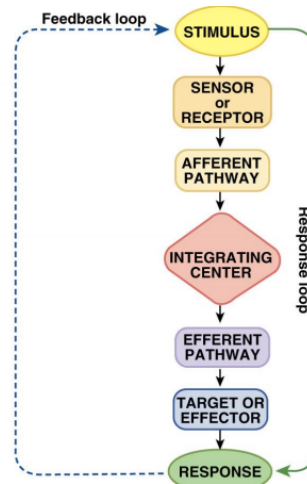 Feedback loop
STIMULUS
SENSOR
or
RECEPTOR
AFFERENT
PATHWAY
INTEGRATING
CENTER
Response loop
EFFERENT
PATHWAY
TARGET OR
EFFECTOR
RESPONSE